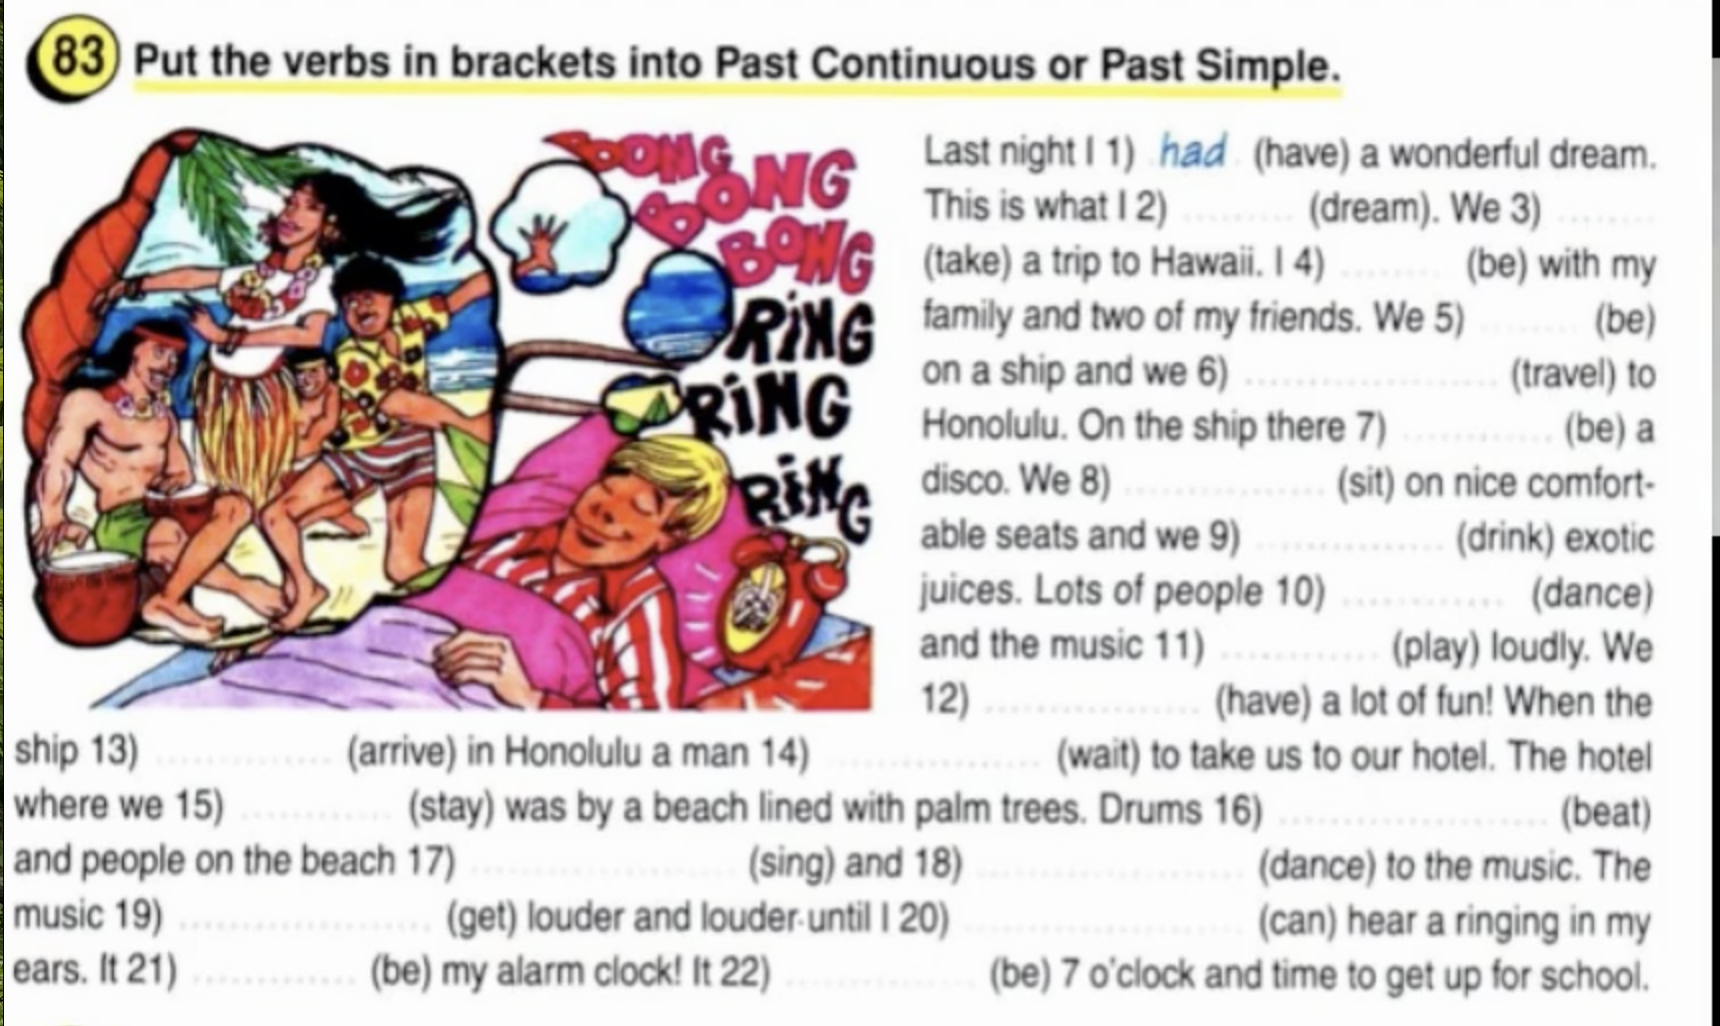 83 Put the verbs in brackets into Past Continuous or Past Simple.
BONG
BONG
BONG
RING
RING
RING
Last night I 1) had (have) a wonderful dream.
This is what I 2) ......... (dream). We 3) ........
(take) a trip to Hawaii. I 4) ........ (be) with my
family and two of my friends. We 5) ........ (be)
on a ship and we 6) .................... (travel) to
Honolulu. On the ship there 7) ............ (be) a
disco. We 8) ................ (sit) on nice comfort-
able seats and we 9) ............... (drink) exotic
juices. Lots of people 10) ............. (dance)
and the music 11) ............. (play) loudly. We
12) ................. (have) a lot of fun! When the
ship 13) .............. (arrive) in Honolulu a man 14) ................. (wait) to take us to our hotel. The hotel
where we 15) ............ (stay) was by a beach lined with palm trees. Drums 16) ..................... (beat)
and people on the beach 17) ..................... (sing) and 18) ..................... (dance) to the music. The
music 19) .................... (get) louder and louder until I 20) ...................... (can) hear a ringing in my
ears. It 21) ............. (be) my alarm clock! It 22) ............... (be) 7 o'clock and time to get up for school.